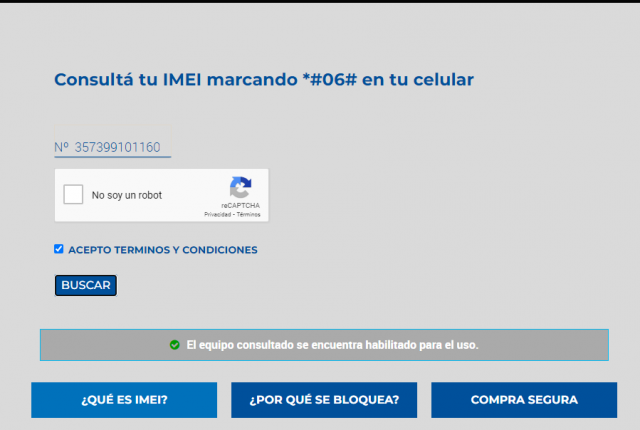 Consultá tu IMEI marcando *#06# en tu celular
Nº 357399101160
No soy un robot
reCAPTCHA
Privacidad - Términos
ACEPTO TERMINOS Y CONDICIONES
BUSCAR
El equipo consultado se encuentra habilitado para el uso.
¿QUÉ ES IMEI? ¿POR QUÉ SE BLOQUEA? COMPRA SEGURA